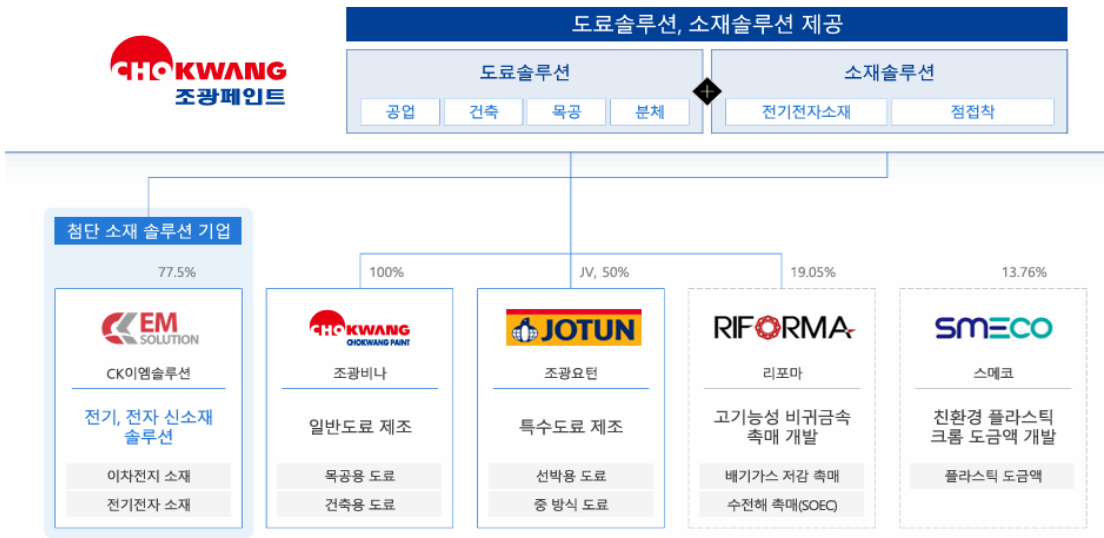 도료솔루션, 소재솔루션 제공
CHOKWANG
조광페인트
도료솔루션
소재솔루션
공업
건축
목공
분체
전기전자소재
점접착
첨단 소재 솔루션 기업
77.5%
EM
SOLUTION
CK이엠솔루션
전기, 전자 신소재
솔루션
이차전지 소재
전기전자 소재
100%
CHOKWANG
CHOKWANG PAINT
조광비나
일반도료 제조
목공용 도료
건축용 도료
JV, 50%
JOTUN
조광요턴
특수도료 제조
선박용 도료
중 방식 도료
19.05%
RIFORMA
리포마
고기능성 비귀금속
촉매 개발
배기가스 저감 촉매
수전해 촉매(SOEC)
13.76%
SMECO
스메코
친환경 플라스틱
크롬 도금액 개발
플라스틱 도금액